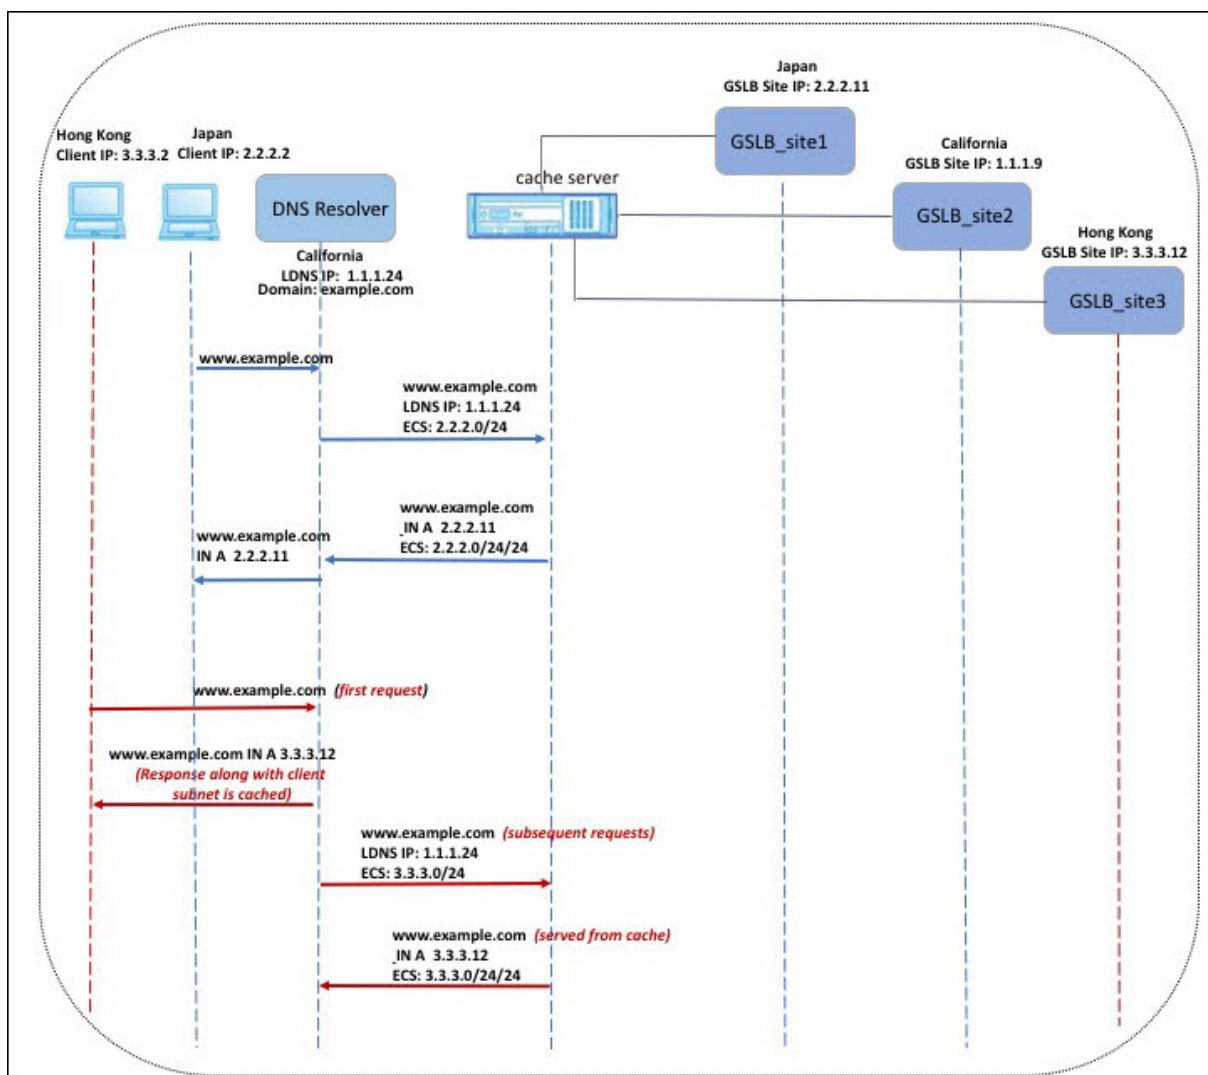 Japan
GSLB Site IP: 2.2.2.11
GSLB_site1
Hong Kong
Client IP: 3.3.3.2
Japan
Client IP: 2.2.2.2
California
GSLB Site IP: 1.1.1.9
cache server
DNS Resolver
GSLB_site2
Hong Kong
GSLB Site IP: 3.3.3.12
California
LDNS IP: 1.1.1.24
Domain: example.com
GSLB_site3
www.example.com
www.example.com
LDNS IP: 1.1.1.24
ECS: 2.2.2.0/24
www.example.com
_IN A 2.2.2.11
ECS: 2.2.2.0/24/24
www.example.com
IN A 2.2.2.11
www.example.com (first request)
www.example.com IN A 3.3.3.12
(Response along with client
subnet is cached)
www.example.com (subsequent requests)
LDNS IP: 1.1.1.24
ECS: 3.3.3.0/24
www.example.com (served from cache)
_IN A 3.3.3.12
ECS: 3.3.3.0/24/24